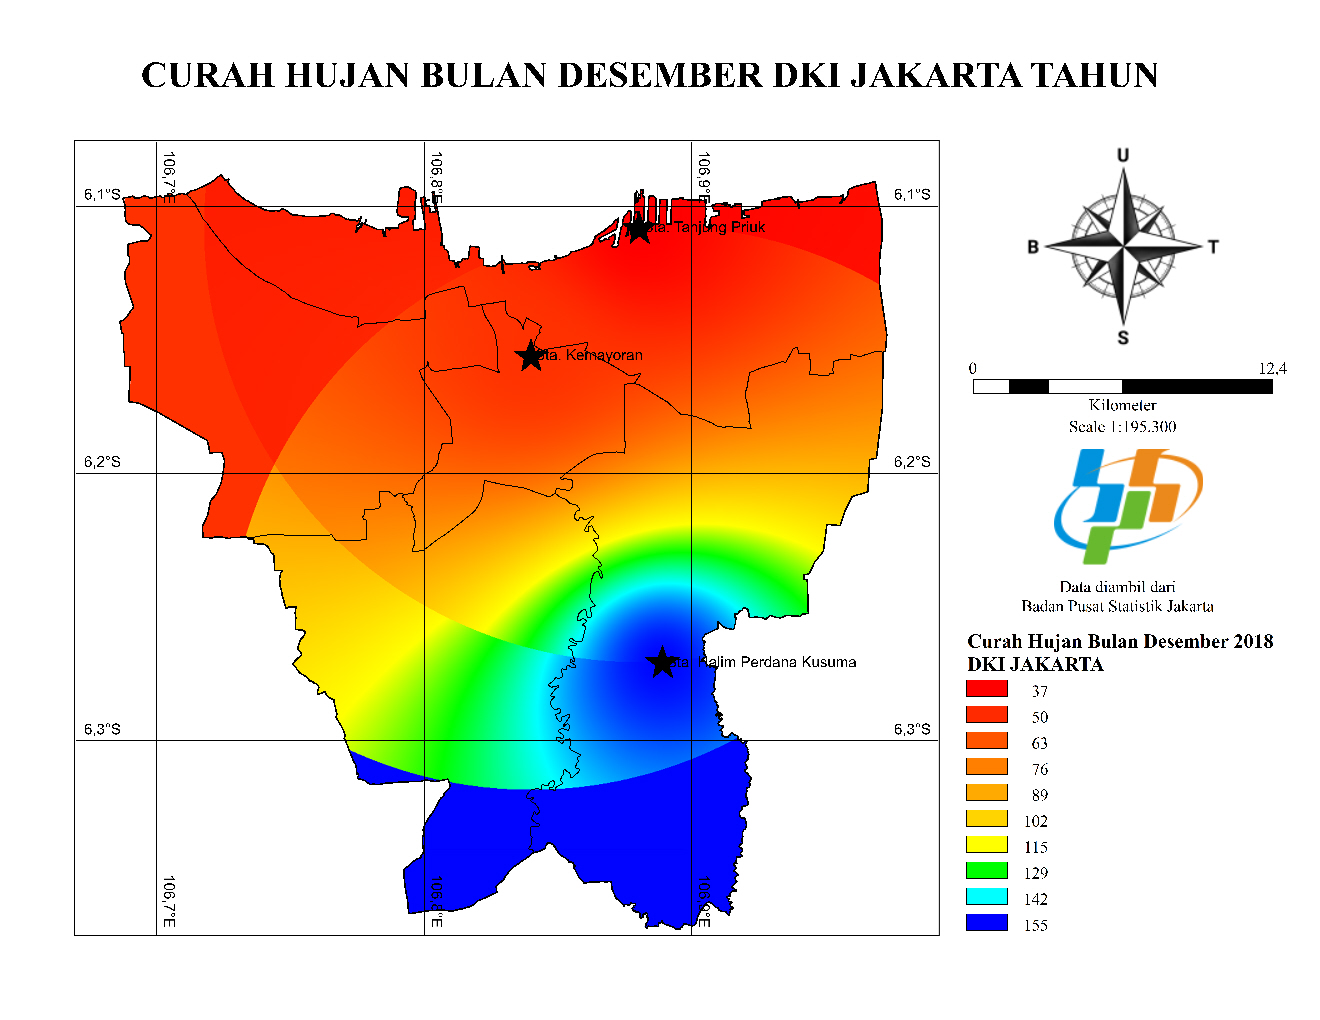 CURAH HUJAN BULAN DESEMBER DKI JAKARTA TAHUN
106,7°E
106,8°E
106,9°E
6,1°S
6,1°S
Sta. Tanjung Priuk
Sta. Kemayoran
6,2°S
6,2°S
Sta. Halim Perdana Kusuma
6,3°S
6,3°S
106,7°E
106,8°E
106,9°E
U
B
T
S
0 12,4
Kilometer
Scale 1:195.300
Data diambil dari
Badan Pusat Statistik Jakarta
Curah Hujan Bulan Desember 2018
DKI JAKARTA
37
50
63
76
89
102
115
129
142
155